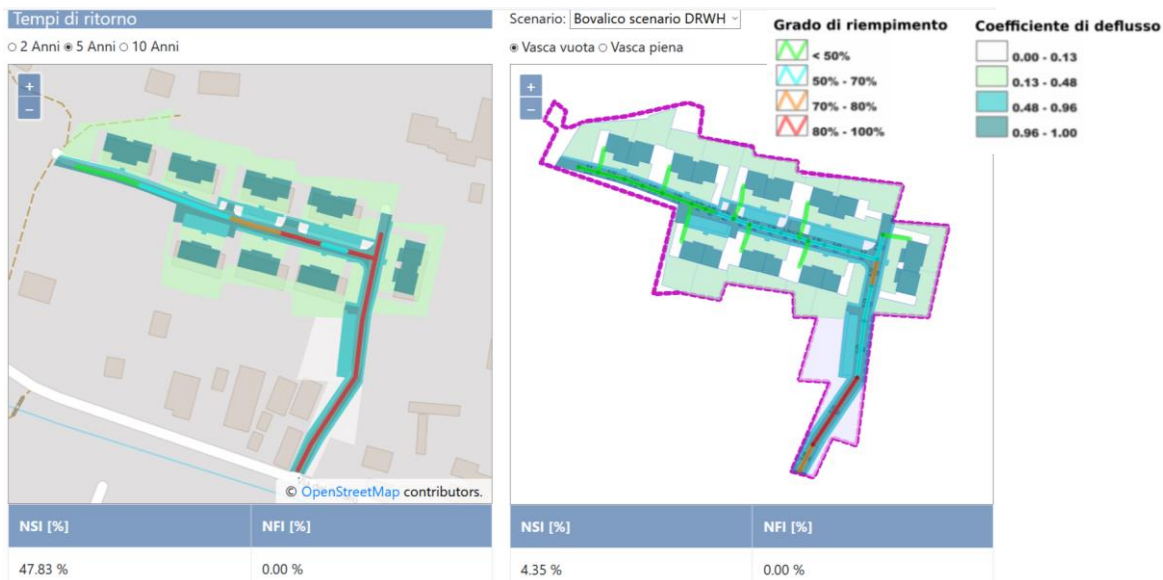 Tempi di ritorno
2 Anni 5 Anni 10 Anni
+
−
© OpenStreetMap contributors.
NSI [%] NFI [%]
47.83 % 0.00 %
Scenario: Bovalico scenario DRWH
Vasca vuota Vasca piena
+
−
NSI [%] NFI [%]
4.35 % 0.00 %
Grado di riempimento
< 50%
50% - 70%
70% - 80%
80% - 100%
Coefficiente di deflusso
0.00 - 0.13
0.13 - 0.48
0.48 - 0.96
0.96 - 1.00